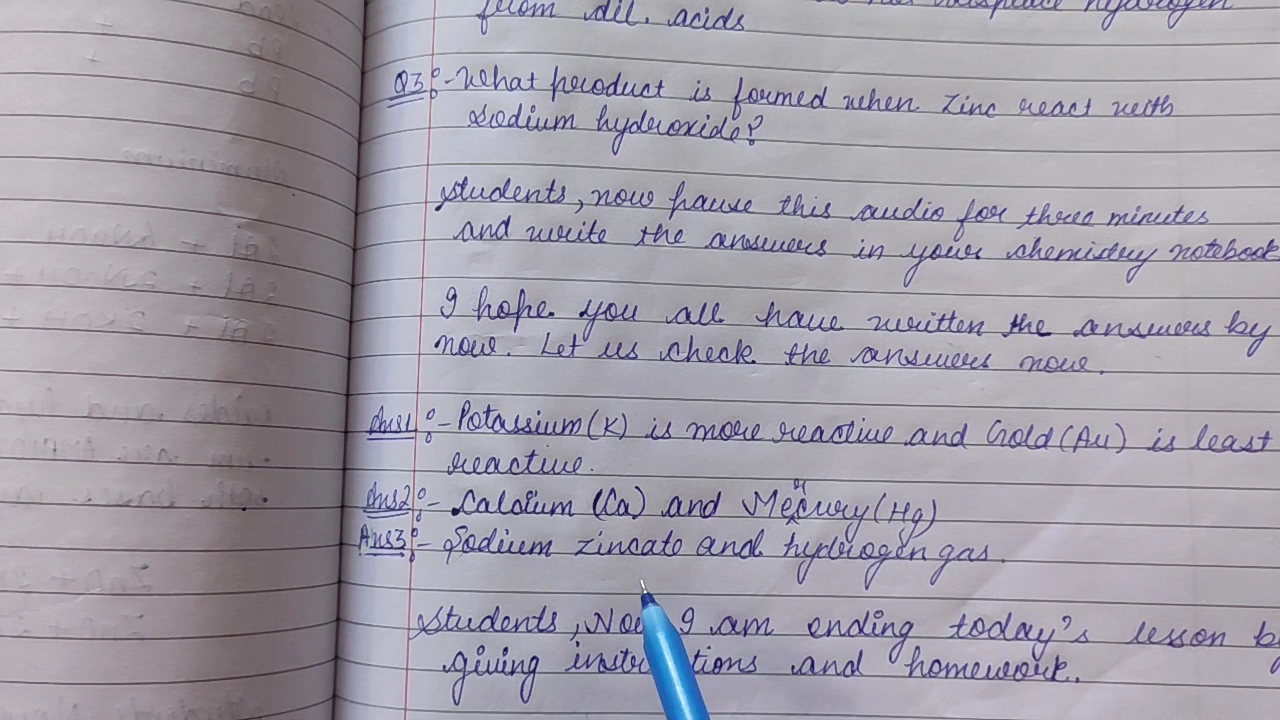 hydrogen
from dil. acids
Q3:- What product is formed when Zinc react with
Sodium hydroxide?
Students, now pause this audio for three minutes
and write the answers in your chemistry notebook
I hope you all have written the answers by
now. Let us check the answers now.
Ans1:- Potassium(K) is more reactive and Gold(Au) is least
reactive.
Ans2:- Calcium (Ca) and Mercury(Hg)
Ans3:- Sodium zincate and hydrogen gas.
Students, Now I am ending today's lesson by
giving instructions and homework.